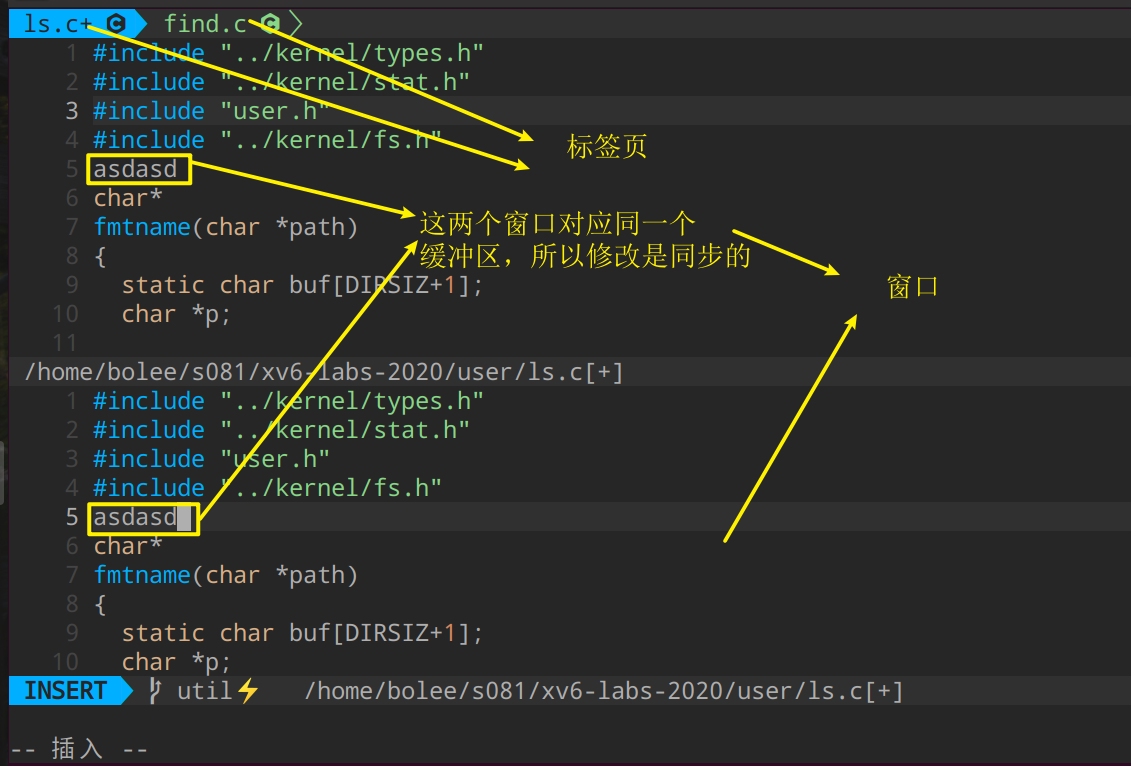 ls.c+ find.c
1 #include "../kernel/types.h"
2 #include "../kernel/stat.h"
3 #include "user.h"
4 #include "../kernel/fs.h"
标签页
5 asdasd
6 char*
7 fmtname(char *path)
这两个窗口对应同一个
缓冲区，所以修改是同步的
8 {
9 static char buf[DIRSIZ+1];
窗口
10 char *p;
11
/home/bolee/s081/xv6-labs-2020/user/ls.c[+]
1 #include "../kernel/types.h"
2 #include "../kernel/stat.h"
3 #include "user.h"
4 #include "../kernel/fs.h"
5 asdasd
6 char*
7 fmtname(char *path)
8 {
9 static char buf[DIRSIZ+1];
10 char *p;
INSERT util⚡ /home/bolee/s081/xv6-labs-2020/user/ls.c[+]
-- 插入 --